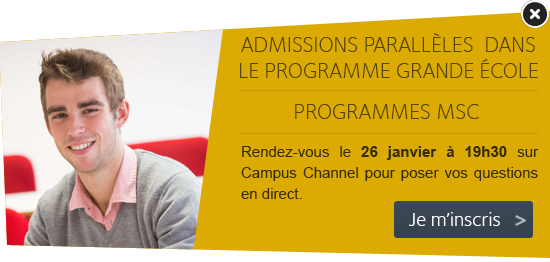 ADMISSIONS PARALLÈLES DANS
LE PROGRAMME GRANDE ÉCOLE
PROGRAMMES MSC
Rendez-vous le 26 janvier à 19h30 sur
Campus Channel pour poser vos questions
en direct.
Je m'inscris >